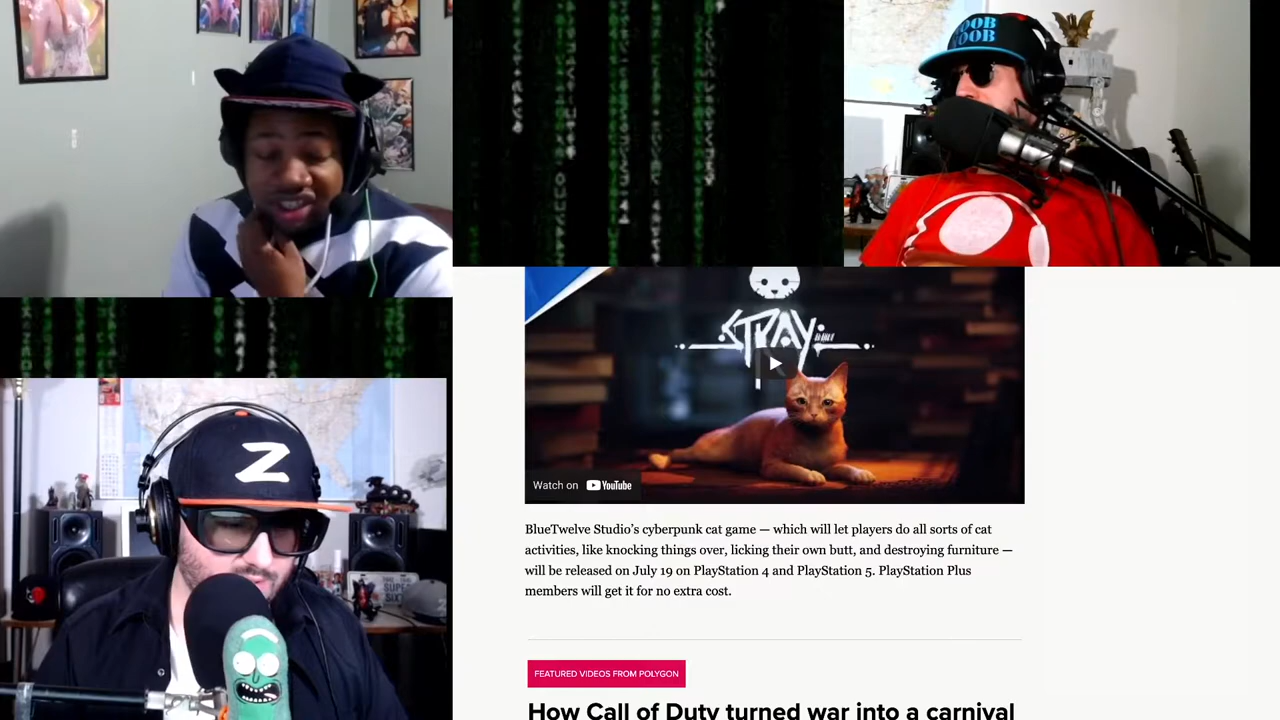 NOOB
NOOB
STRAY
Watch on YouTube
BlueTwelve Studio's cyberpunk cat game — which will let players do all sorts of cat
activities, like knocking things over, licking their own butt, and destroying furniture —
will be released on July 19 on PlayStation 4 and PlayStation 5. PlayStation Plus
members will get it for no extra cost.
Z
FEATURED VIDEOS FROM POLYGON
How Call of Duty turned war into a carnival